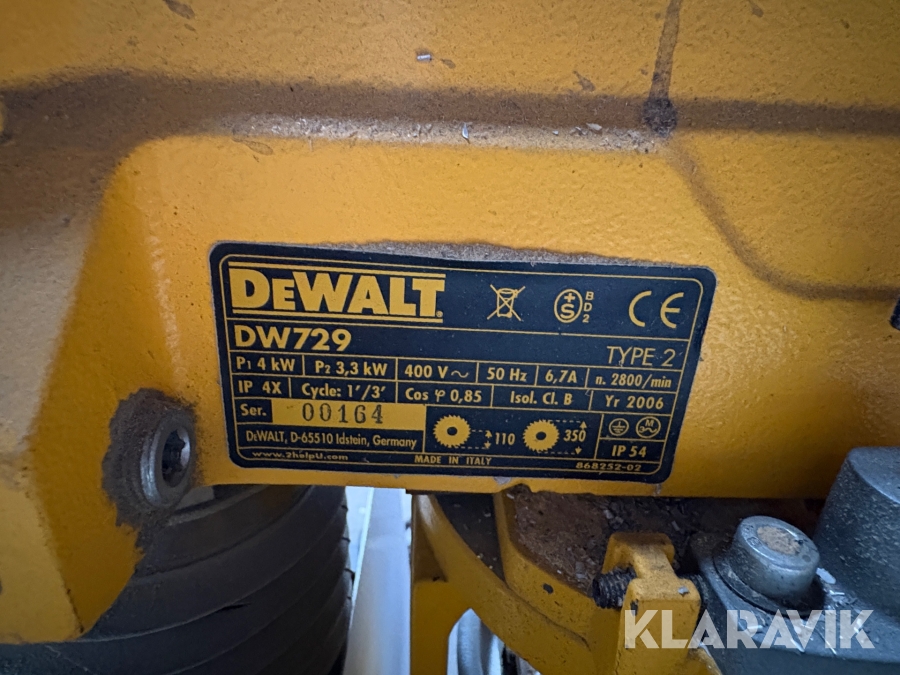 DEWALT.
S BD2 CE
DW729 TYPE 2
P1 4 kW P2 3,3 kW 400 V ~ 50 Hz 6,7A n. 2800/min
IP 4X Cycle: 1'/3' Cos φ 0,85 Isol. Cl. B Yr 2006
Ser. 00164 110 350 M
DEWALT, D-65510 Idstein, Germany IP 54
www.2helpU.com MADE IN ITALY 868252-02
KLARAVIK